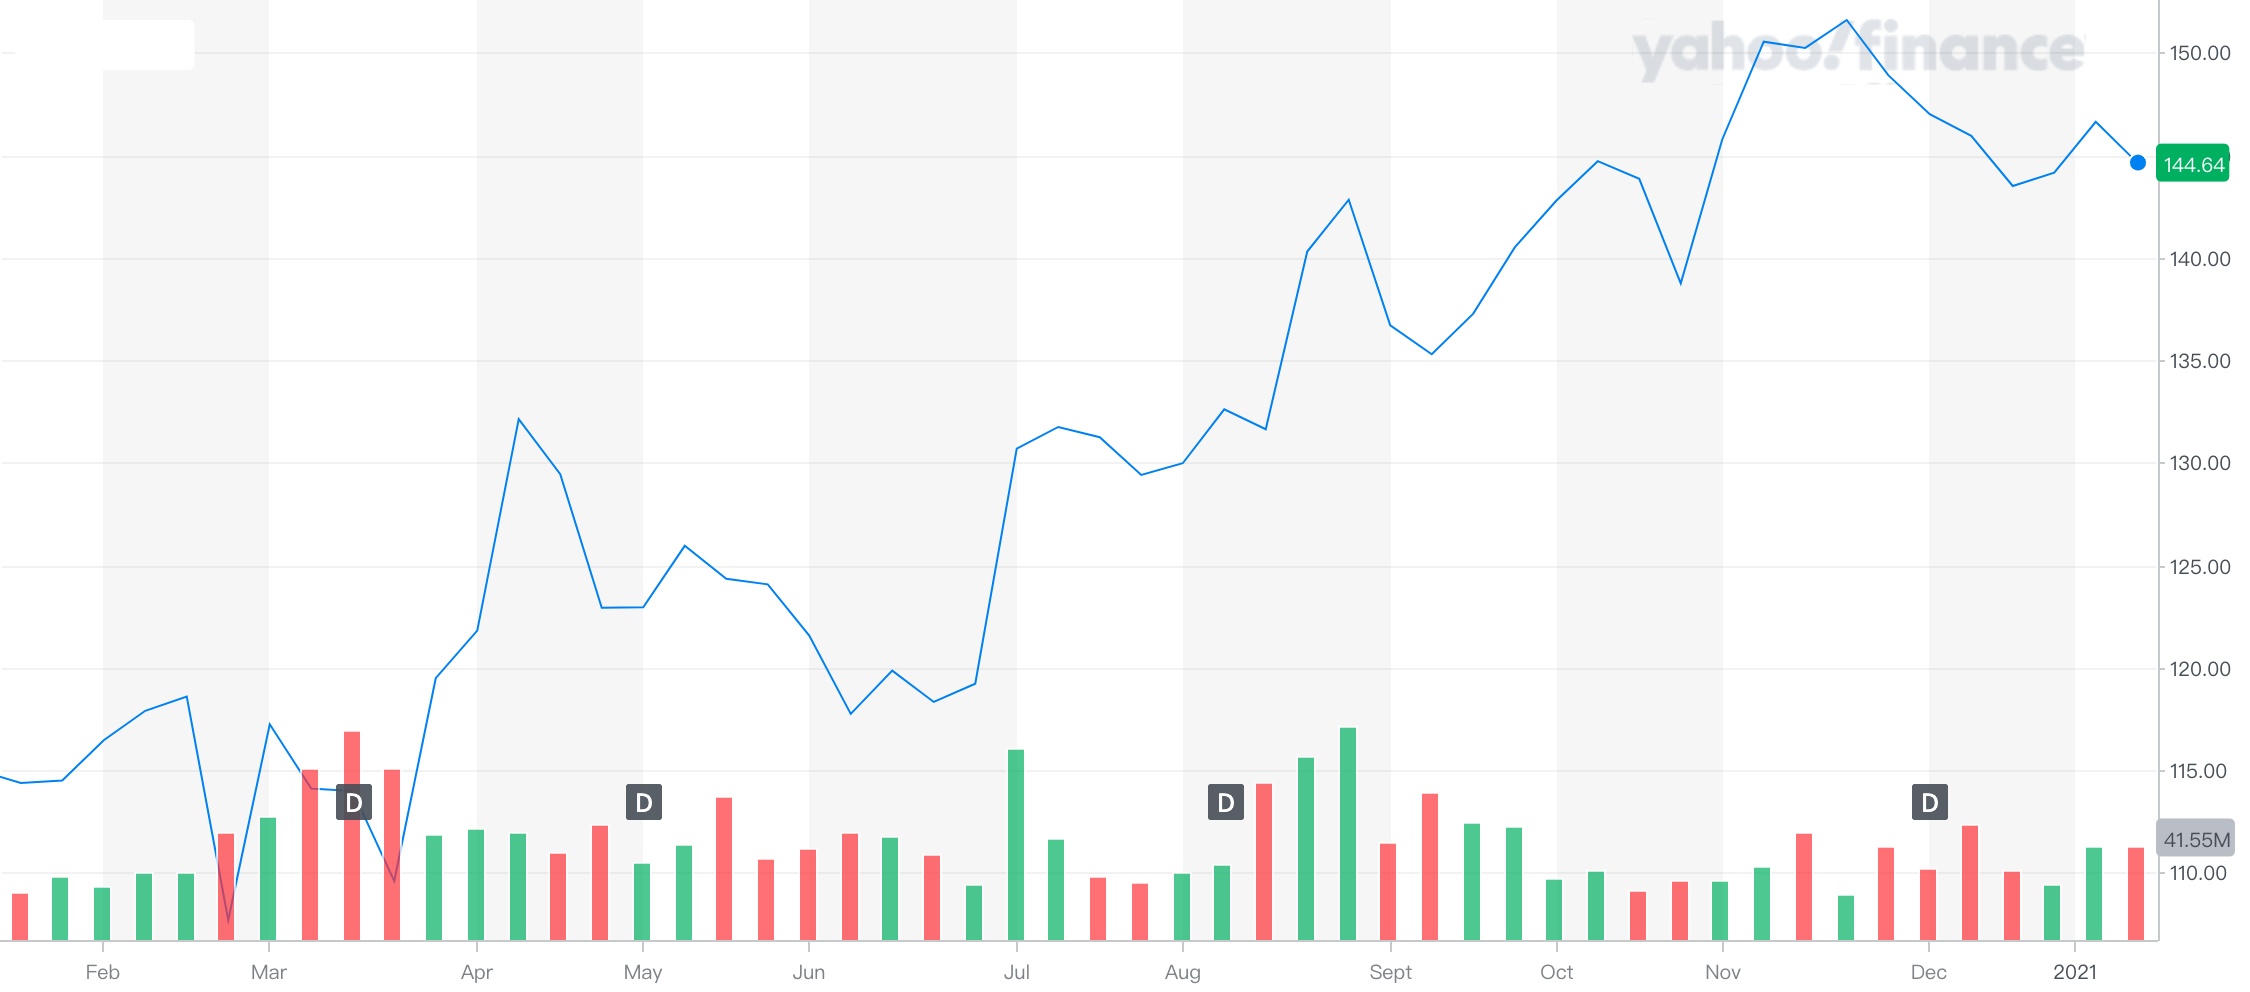 yahoo!finance
150.00
144.64
140.00
135.00
130.00
125.00
120.00
115.00
D D D D
41.55M
110.00
Feb Mar Apr May Jun Jul Aug Sept Oct Nov Dec 2021